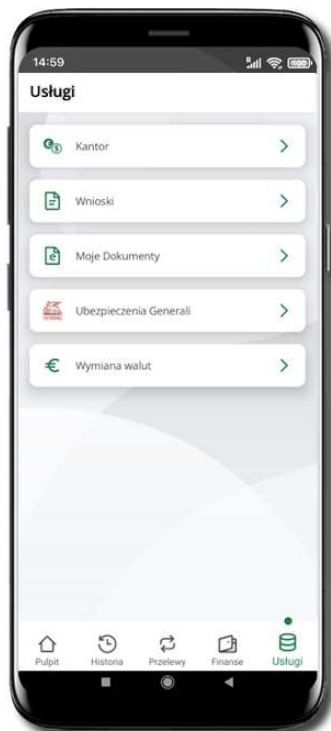 14:59
Usługi
Kantor
Wnioski
Moje Dokumenty
Ubezpieczenia Generali
Wymiana walut
Pulpit
Historia
Przelewy
Finanse
Usługi